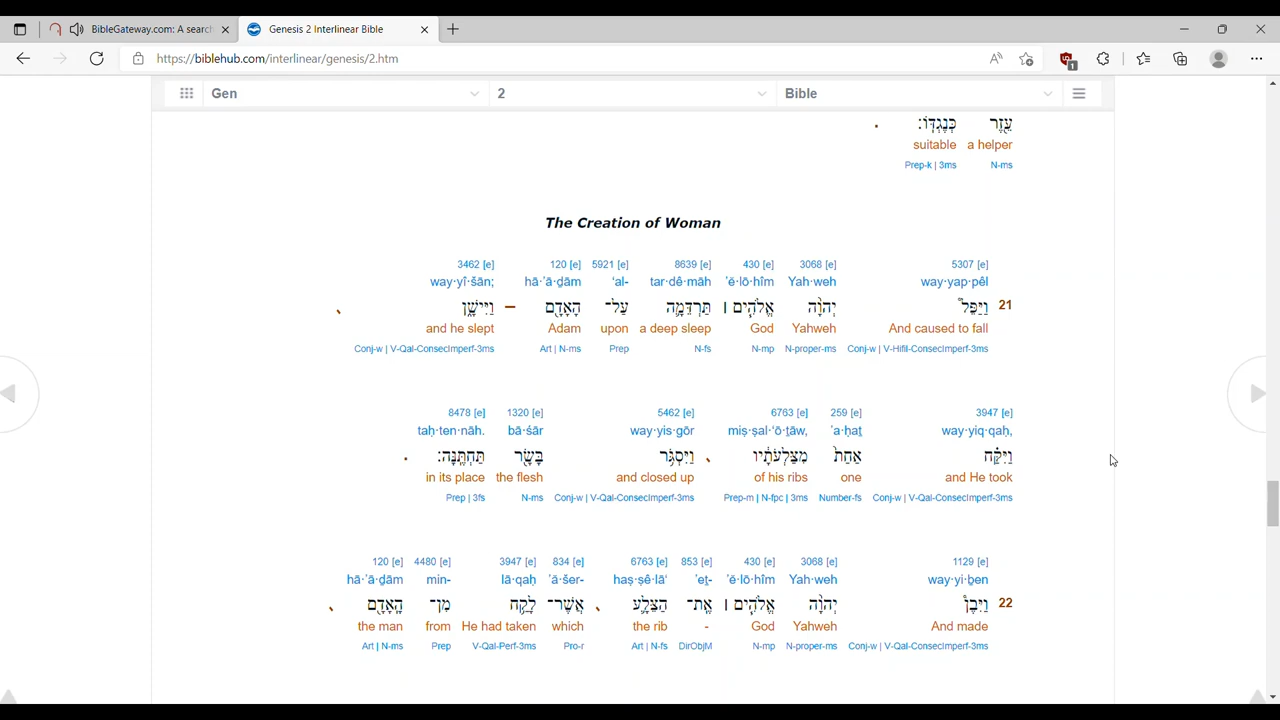 BibleGateway.com: A search
Genesis 2 Interlinear Bible
https://biblehub.com/interlinear/genesis/2.htm
1
Gen 2 Bible
עֵ֖זֶר כְּנֶגְדּֽוֹ׃ .
a helper suitable
N-ms Prep-k | 3ms
The Creation of Woman
5307 [e] 3068 [e] 430 [e] 8639 [e] 5921 [e] 120 [e] 3462 [e]
way·yap·pêl Yah·weh ’ĕ·lō·hîm tar·dê·māh ‘al- hā·’ā·ḏām way·yî·šān;
21 וַיַּפֵּל֩ יְהוָ֨ה אֱלֹהִ֧ים ׀ תַּרְדֵּמָ֛ה עַל־ הָאָדָ֖ם – וַיִּישָׁ֑ן 、
And caused to fall Yahweh God a deep sleep upon Adam and he slept
Conj-w | V-Hifil-ConsecImperf-3ms N-proper-ms N-mp N-fs Prep Art | N-ms Conj-w | V-Qal-ConsecImperf-3ms
3947 [e] 259 [e] 6763 [e] 5462 [e] 1320 [e] 8478 [e]
way·yiq·qaḥ, ’a·ḥaṯ miṣ·ṣal·‘ō·ṯāw, way·yis·gōr bā·śār taḥ·ten·nāh.
וַיִּקַּ֗ח אַחַת֙ מִצַּלְעֹתָ֔יו 、 וַיִּסְגֹּ֥ר בָּשָׂ֖ר תַּחְתֶּֽנָּה׃ .
and He took one of his ribs and closed up the flesh in its place
Conj-w | V-Qal-ConsecImperf-3ms Number-fs Prep-m | N-fpc | 3ms Conj-w | V-Qal-ConsecImperf-3ms N-ms Prep | 3fs
1129 [e] 3068 [e] 430 [e] 853 [e] 6763 [e] 834 [e] 3947 [e] 4480 [e] 120 [e]
way·yi·ḇen Yah·weh ’ĕ·lō·hîm ’eṯ- haṣ·ṣê·lā‘ ’ă·šer- lā·qaḥ min- hā·’ā·ḏām
22 וַיִּבֶן֩ יְהוָ֨ה אֱלֹהִ֧ים ׀ אֶֽת־ הַצֵּלָ֛ע 、 אֲשֶׁר־ לָקַ֥ח מִן־ הָֽאָדָ֖ם 、
And made Yahweh God - the rib which He had taken from the man
Conj-w | V-Qal-ConsecImperf-3ms N-proper-ms N-mp DirObjM Art | N-fs Pro-r V-Qal-Perf-3ms Prep Art | N-ms